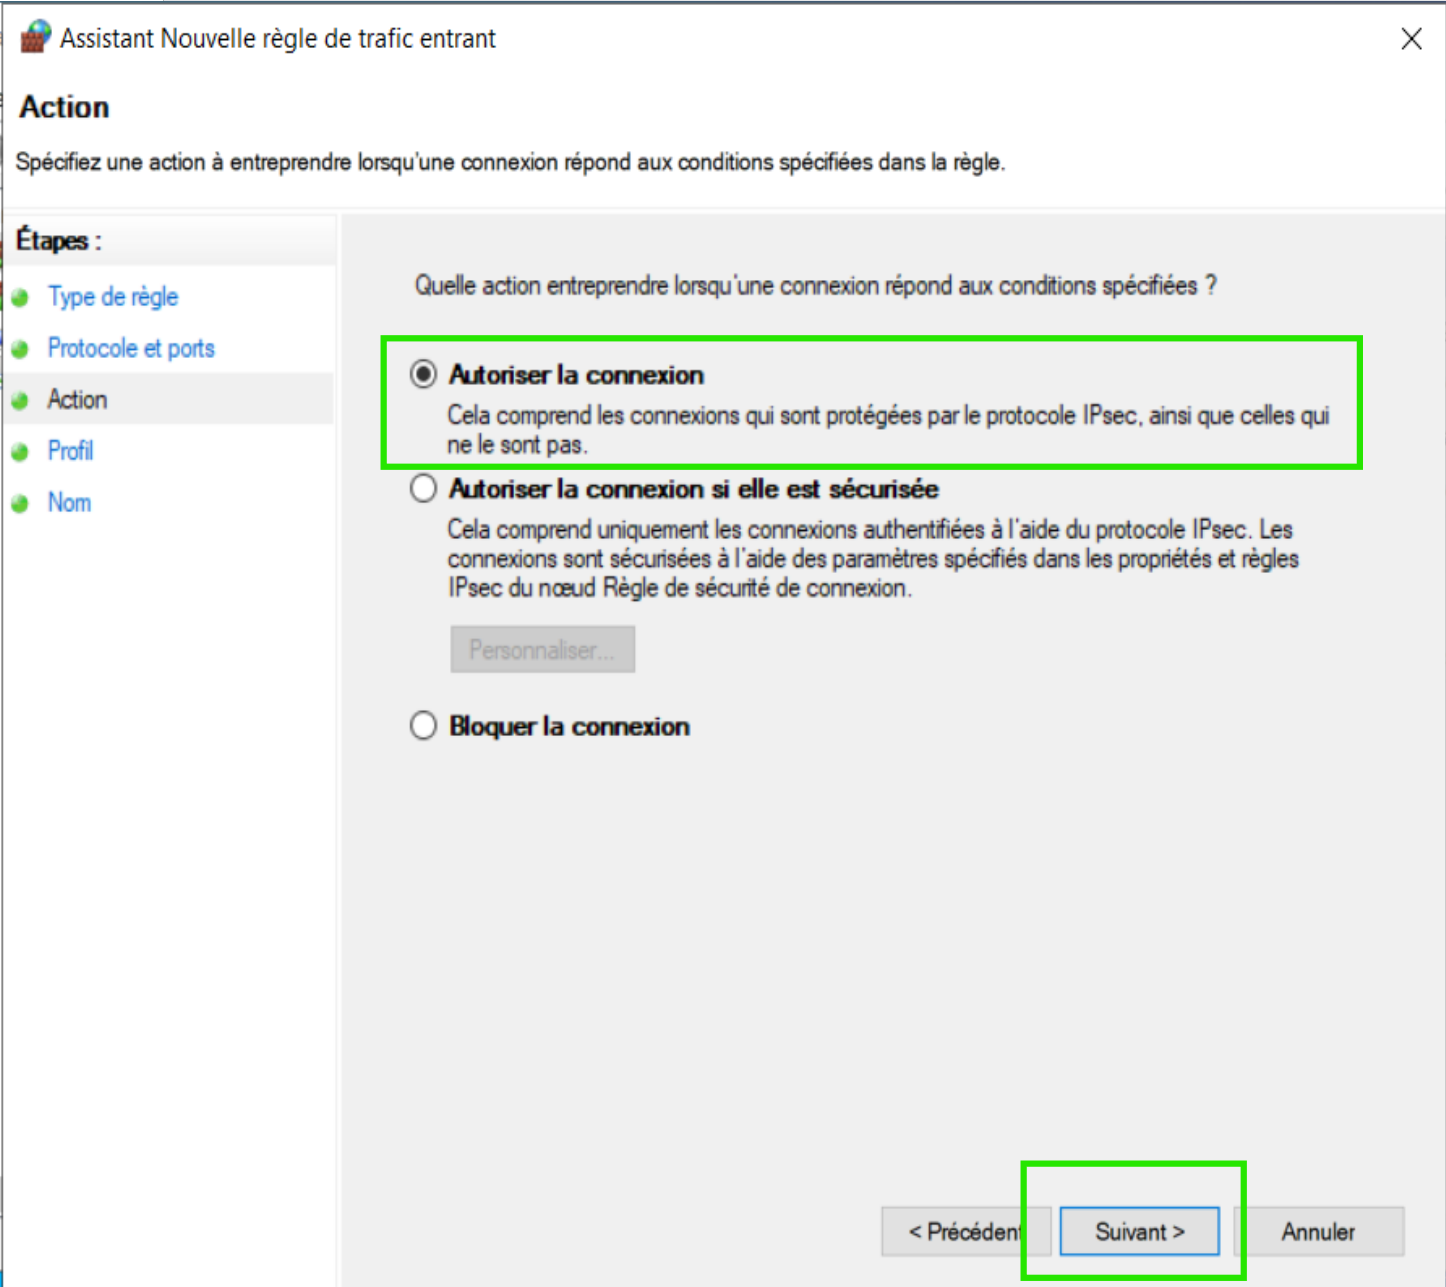 Assistant Nouvelle règle de trafic entrant
Action
Spécifiez une action à entreprendre lorsqu'une connexion répond aux conditions spécifiées dans la règle.
Étapes :
Type de règle
Protocole et ports
Action
Profil
Nom
Quelle action entreprendre lorsqu'une connexion répond aux conditions spécifiées ?
Autoriser la connexion
Cela comprend les connexions qui sont protégées par le protocole IPsec, ainsi que celles qui
ne le sont pas.
Autoriser la connexion si elle est sécurisée
Cela comprend uniquement les connexions authentifiées à l'aide du protocole IPsec. Les
connexions sont sécurisées à l'aide des paramètres spécifiés dans les propriétés et règles
IPsec du nœud Règle de sécurité de connexion.
Personnaliser...
Bloquer la connexion
< Précédent
Suivant >
Annuler